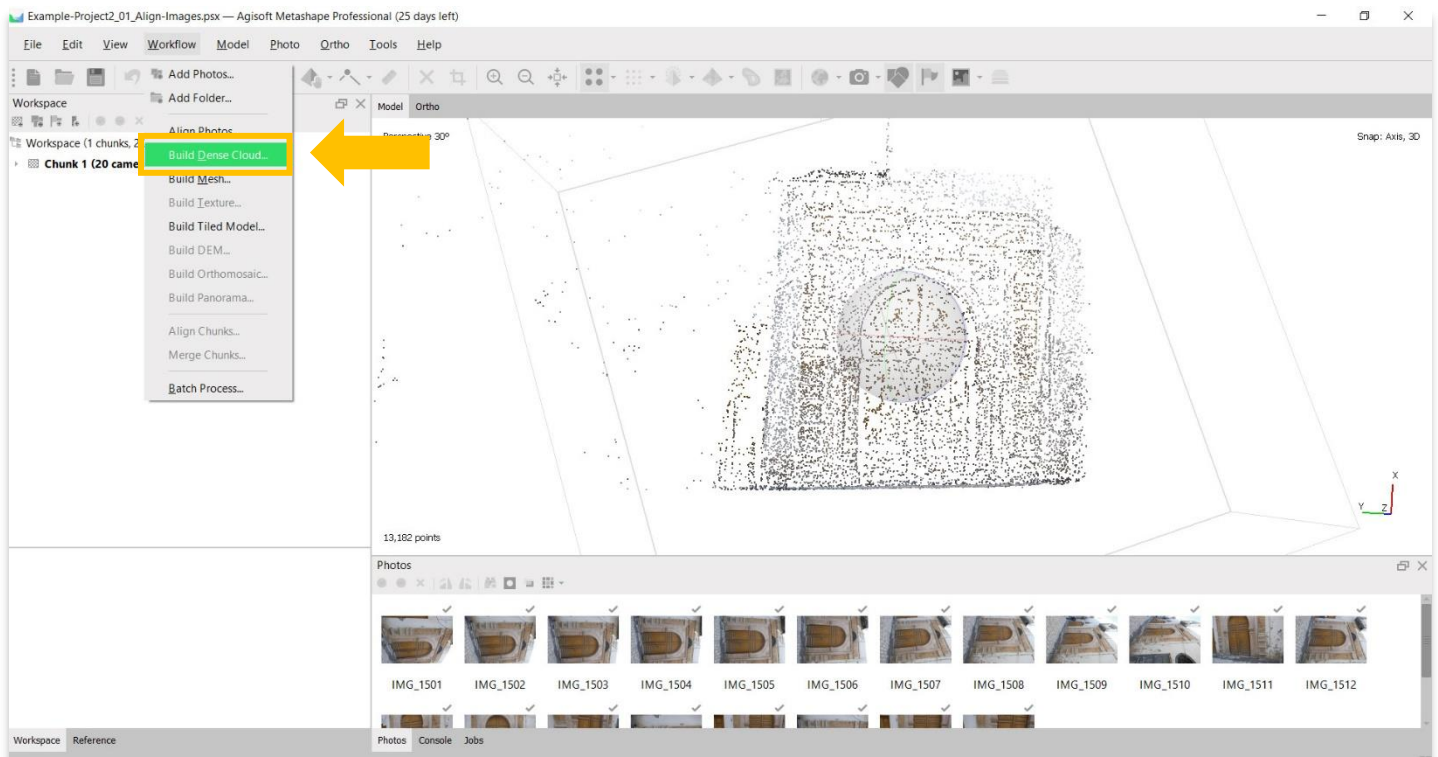 Example-Project2_01_Align-Images.psx — Agisoft Metashape Professional (25 days left)
File Edit View Workflow Model Photo Ortho Tools Help
Add Photos...
Add Folder...
Align Photos
Build Dense Cloud...
Build Mesh...
Build Texture...
Build Tiled Model...
Build DEM...
Build Orthomosaic...
Build Panorama...
Align Chunks...
Merge Chunks...
Batch Process...
Workspace
Workspace (1 chunks, 2
Chunk 1 (20 came
Model Ortho
Perspective 30°
Snap: Axis, 3D
X
Y Z
13,182 points
Photos
IMG_1501 IMG_1502 IMG_1503 IMG_1504 IMG_1505 IMG_1506 IMG_1507 IMG_1508 IMG_1509 IMG_1510 IMG_1511 IMG_1512
Workspace Reference
Photos Console Jobs